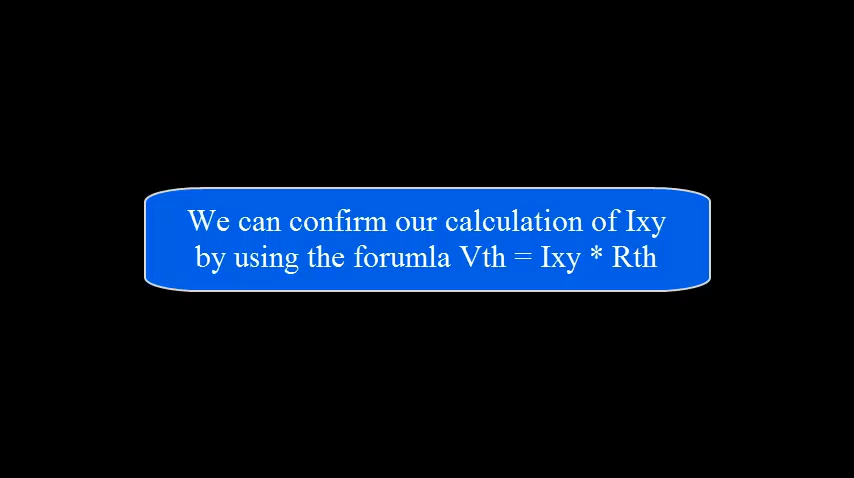 We can confirm our calculation of Ixy
by using the forumla Vth = Ixy * Rth